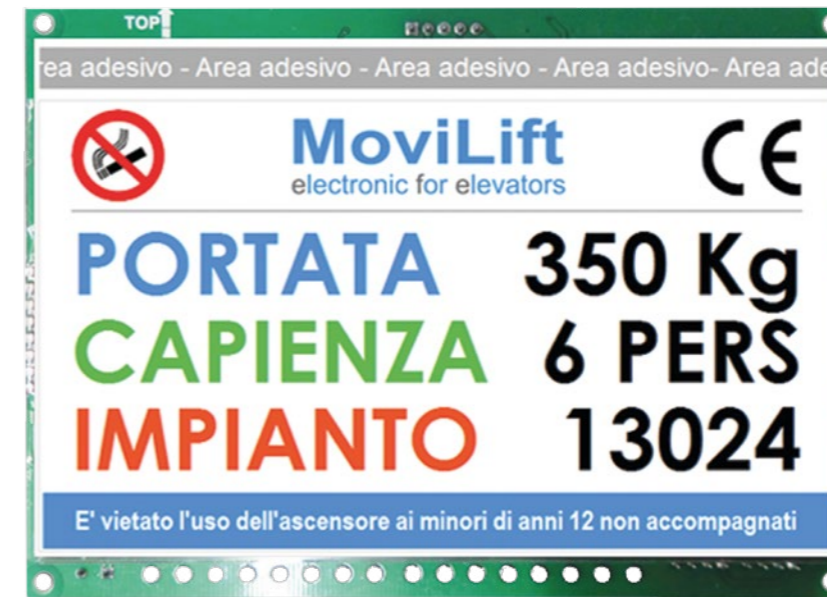 TOP
rea adesivo - Area adesivo - Area adesivo - Area adesivo- Area ade
MoviLift CE
electronic for elevators
PORTATA 350 Kg
CAPIENZA 6 PERS
IMPIANTO 13024
E' vietato l'uso dell'ascensore ai minori di anni 12 non accompagnati